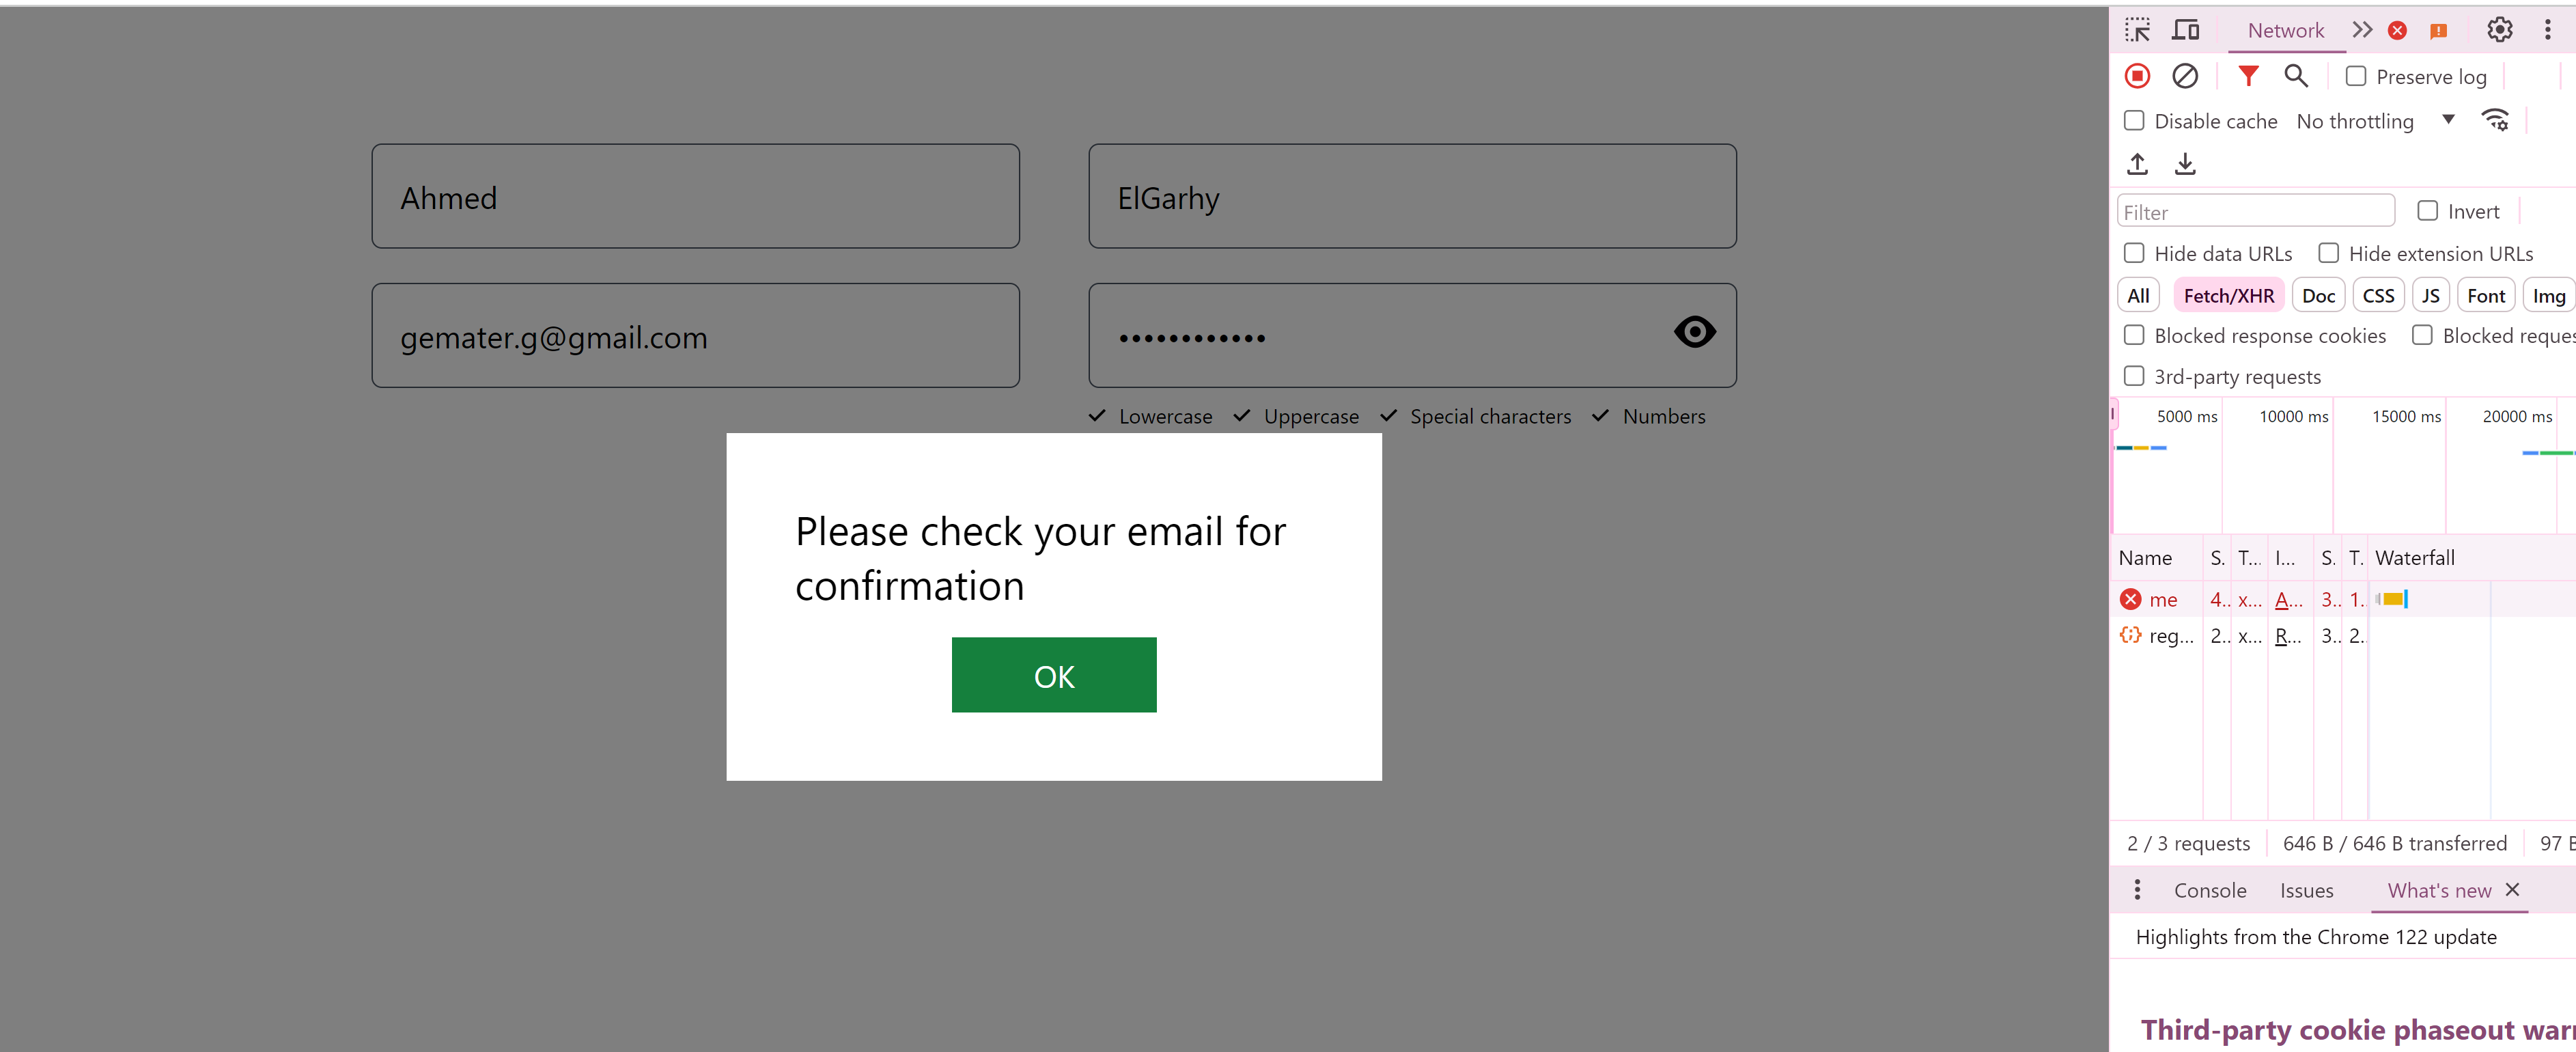 Ahmed
ElGarhy
gemater.g@gmail.com
••••••••••••
Lowercase Uppercase Special characters Numbers
Please check your email for
confirmation
OK
Network
Preserve log
Disable cache No throttling
Filter
Invert
Hide data URLs Hide extension URLs
All Fetch/XHR Doc CSS JS Font Img
Blocked response cookies Blocked reques
3rd-party requests
5000 ms 10000 ms 15000 ms 20000 ms
Name S. T... I... S. T. Waterfall
me 4.. x... A... 3.. 1.
reg... 2.. x... R... 3.. 2.
2 / 3 requests 646 B / 646 B transferred 97 B
Console Issues What's new
Highlights from the Chrome 122 update
Third-party cookie phaseout warn